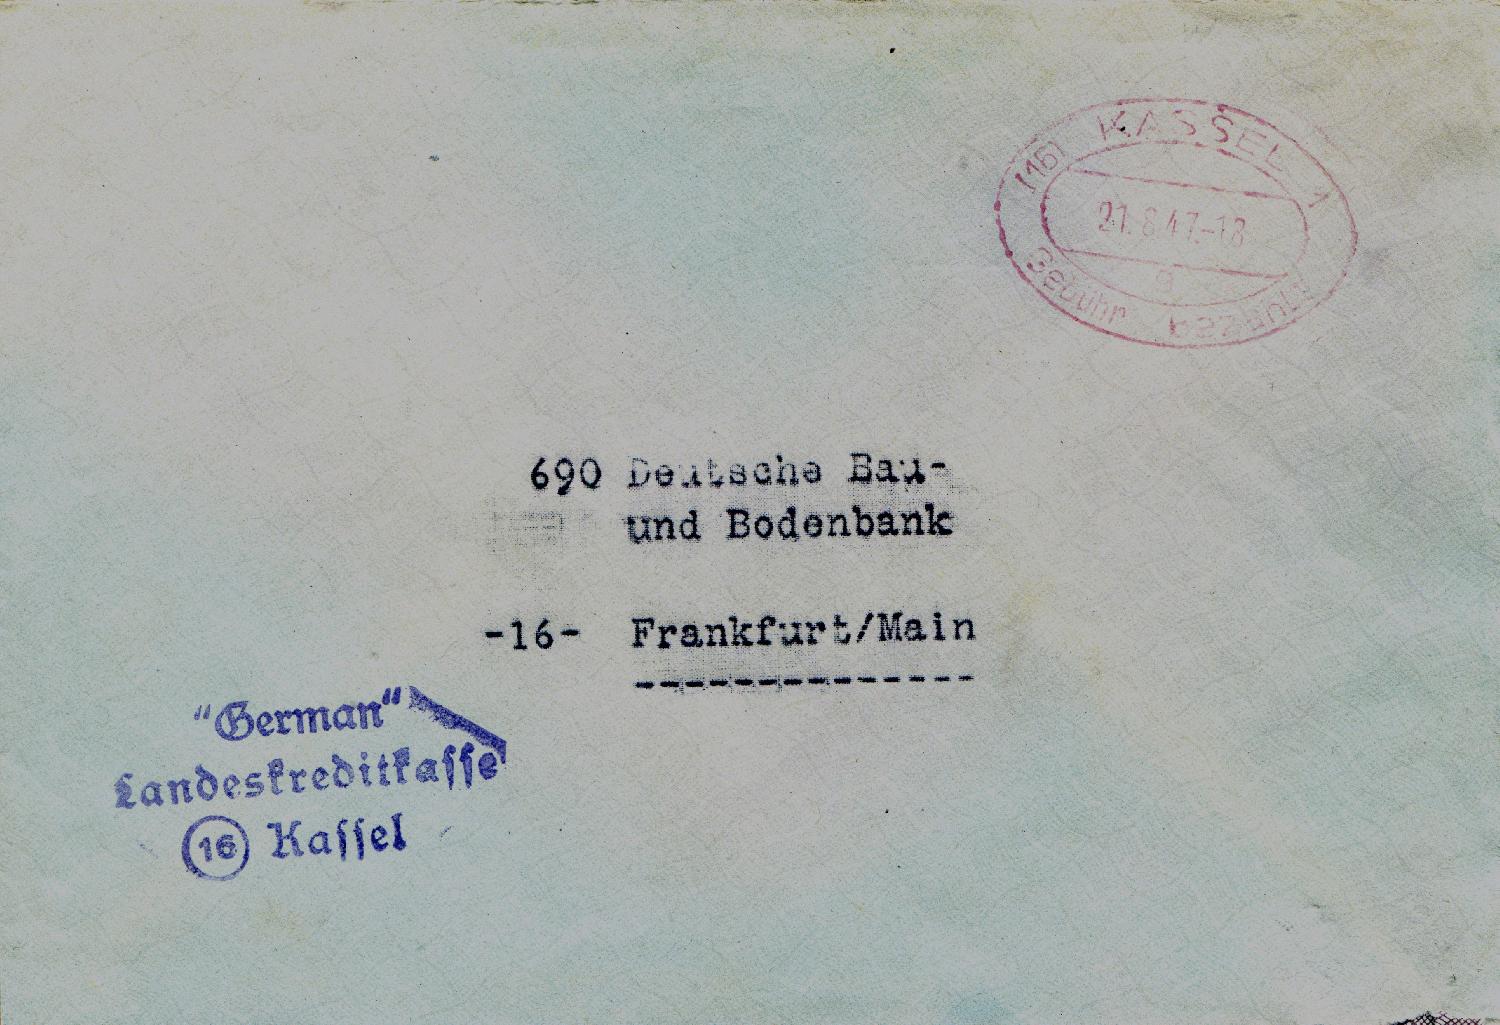 (16) KASSEL 1
21.8.47.-18
a
Gebühr bezahlt
690 Deutsche Bau-
und Bodenbank
-16- Frankfurt/Main
--------------
"German"
Landeskreditkasse
16 Kassel